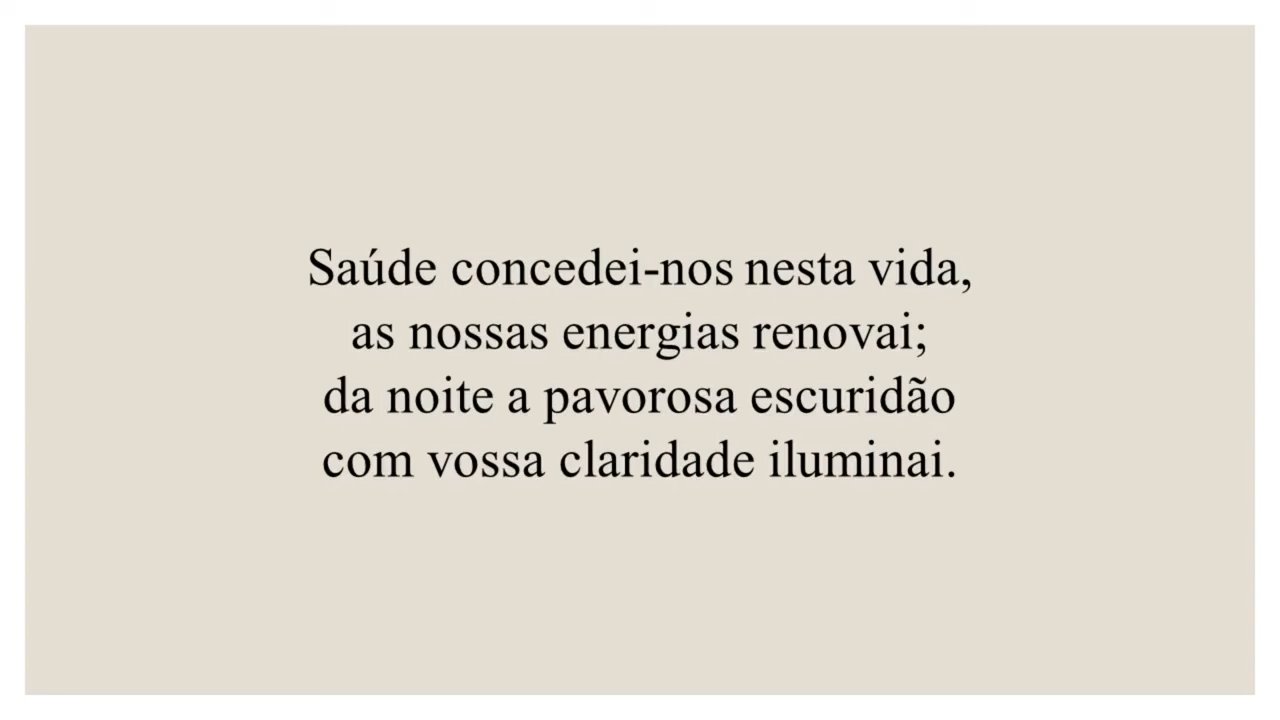 Saúde concedei-nos nesta vida,
as nossas energias renovai;
da noite a pavorosa escuridão
com vossa claridade iluminai.